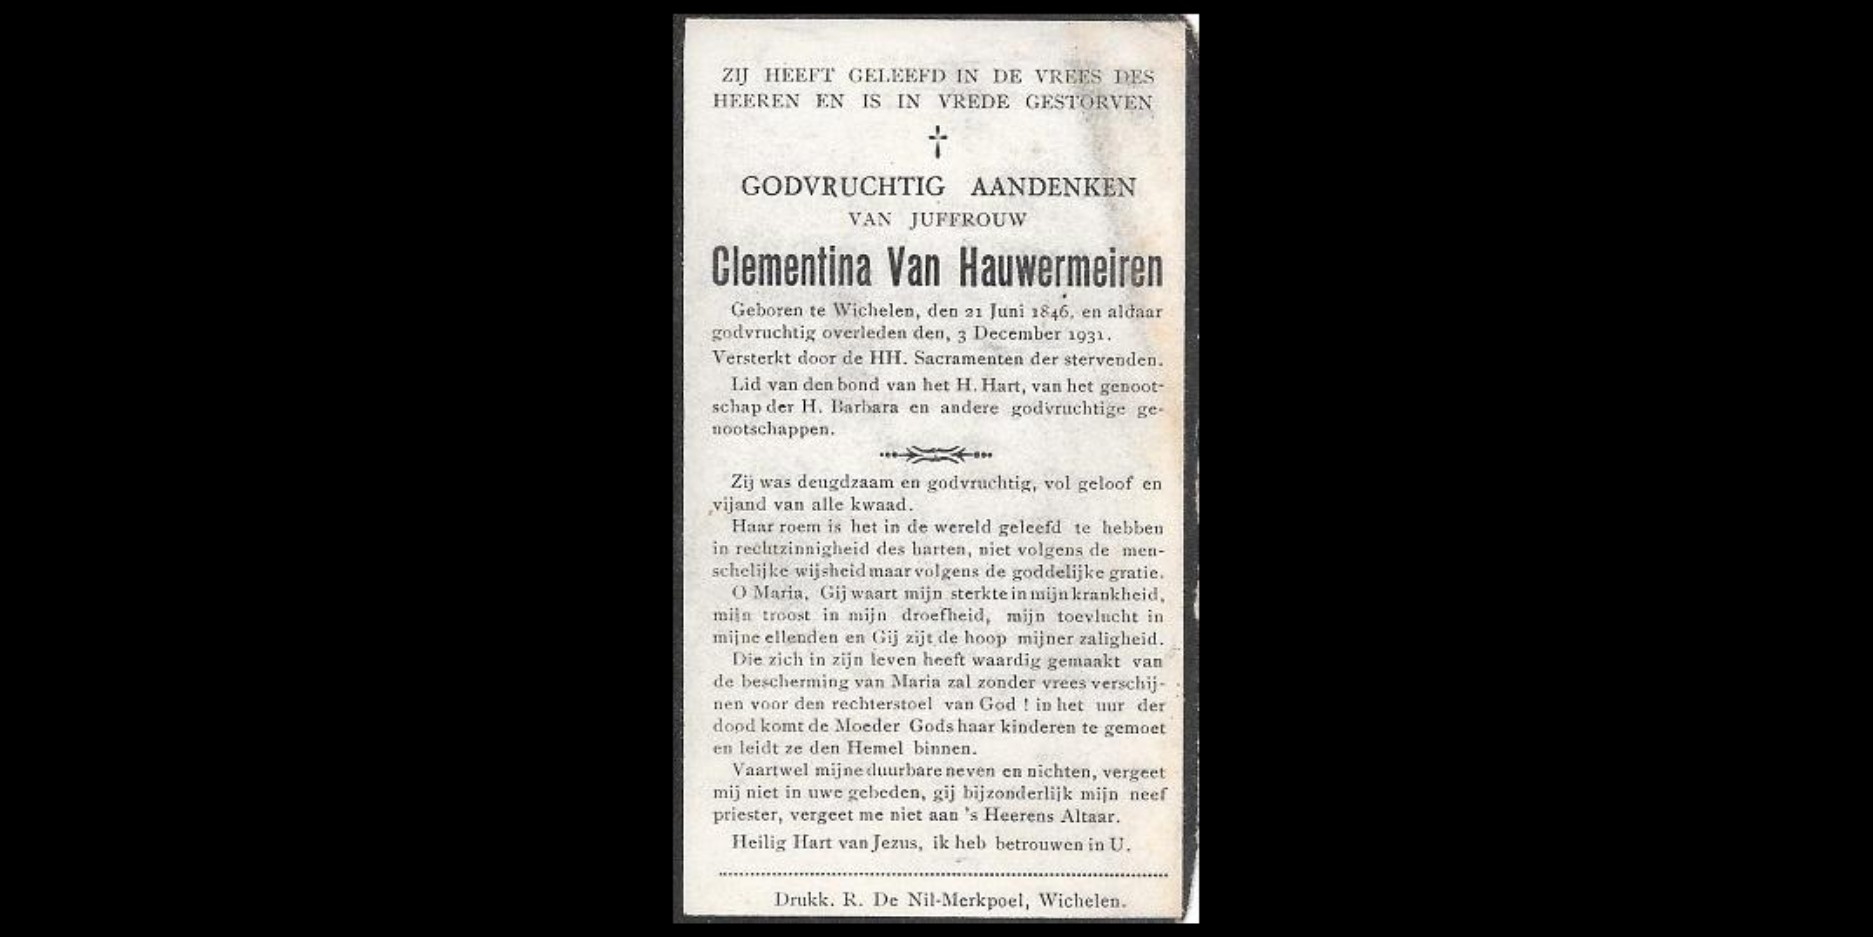 ZIJ HEEFT GELEEFD IN DE VREES DES
HEEREN EN IS IN VREDE GESTORVEN
GODVRUCHTIG AANDENKEN
VAN JUFFROUW
Clementina Van Hauwermeiren
Geboren te Wichelen, den 21 Juni 1846, en aldaar
godvruchtig overleden den, 3 December 1931.
Versterkt door de HH. Sacramenten der stervenden.
Lid van den bond van het H. Hart, van het genoot-
schap der H. Barbara en andere godvruchtige ge-
nootschappen.
Zij was deugdzaam en godvruchtig, vol geloof en
vijand van alle kwaad.
Haar roem is het in de wereld geleefd te hebben
in rechtzinnigheid des harten, niet volgens de men-
schelijke wijsheid maar volgens de goddelijke gratie.
O Maria, Gij waart mijn sterkte in mijn krankheid,
mijn troost in mijn droefheid, mijn toevlucht in
mijne ellenden en Gij zijt de hoop mijner zaligheid.
Die zich in zijn leven heeft waardig gemaakt van
de bescherming van Maria zal zonder vrees verschij-
nen voor den rechterstoel van God ! in het uur der
dood komt de Moeder Gods haar kinderen te gemoet
en leidt ze den Hemel binnen.
Vaartwel mijne duurbare neven en nichten, vergeet
mij niet in uwe gebeden, gij bijzonderlijk mijn neef
priester, vergeet me niet aan 's Heerens Altaar.
Heilig Hart van Jezus, ik heb betrouwen in U.
Drukk. R. De Nil-Merkpoel, Wichelen.